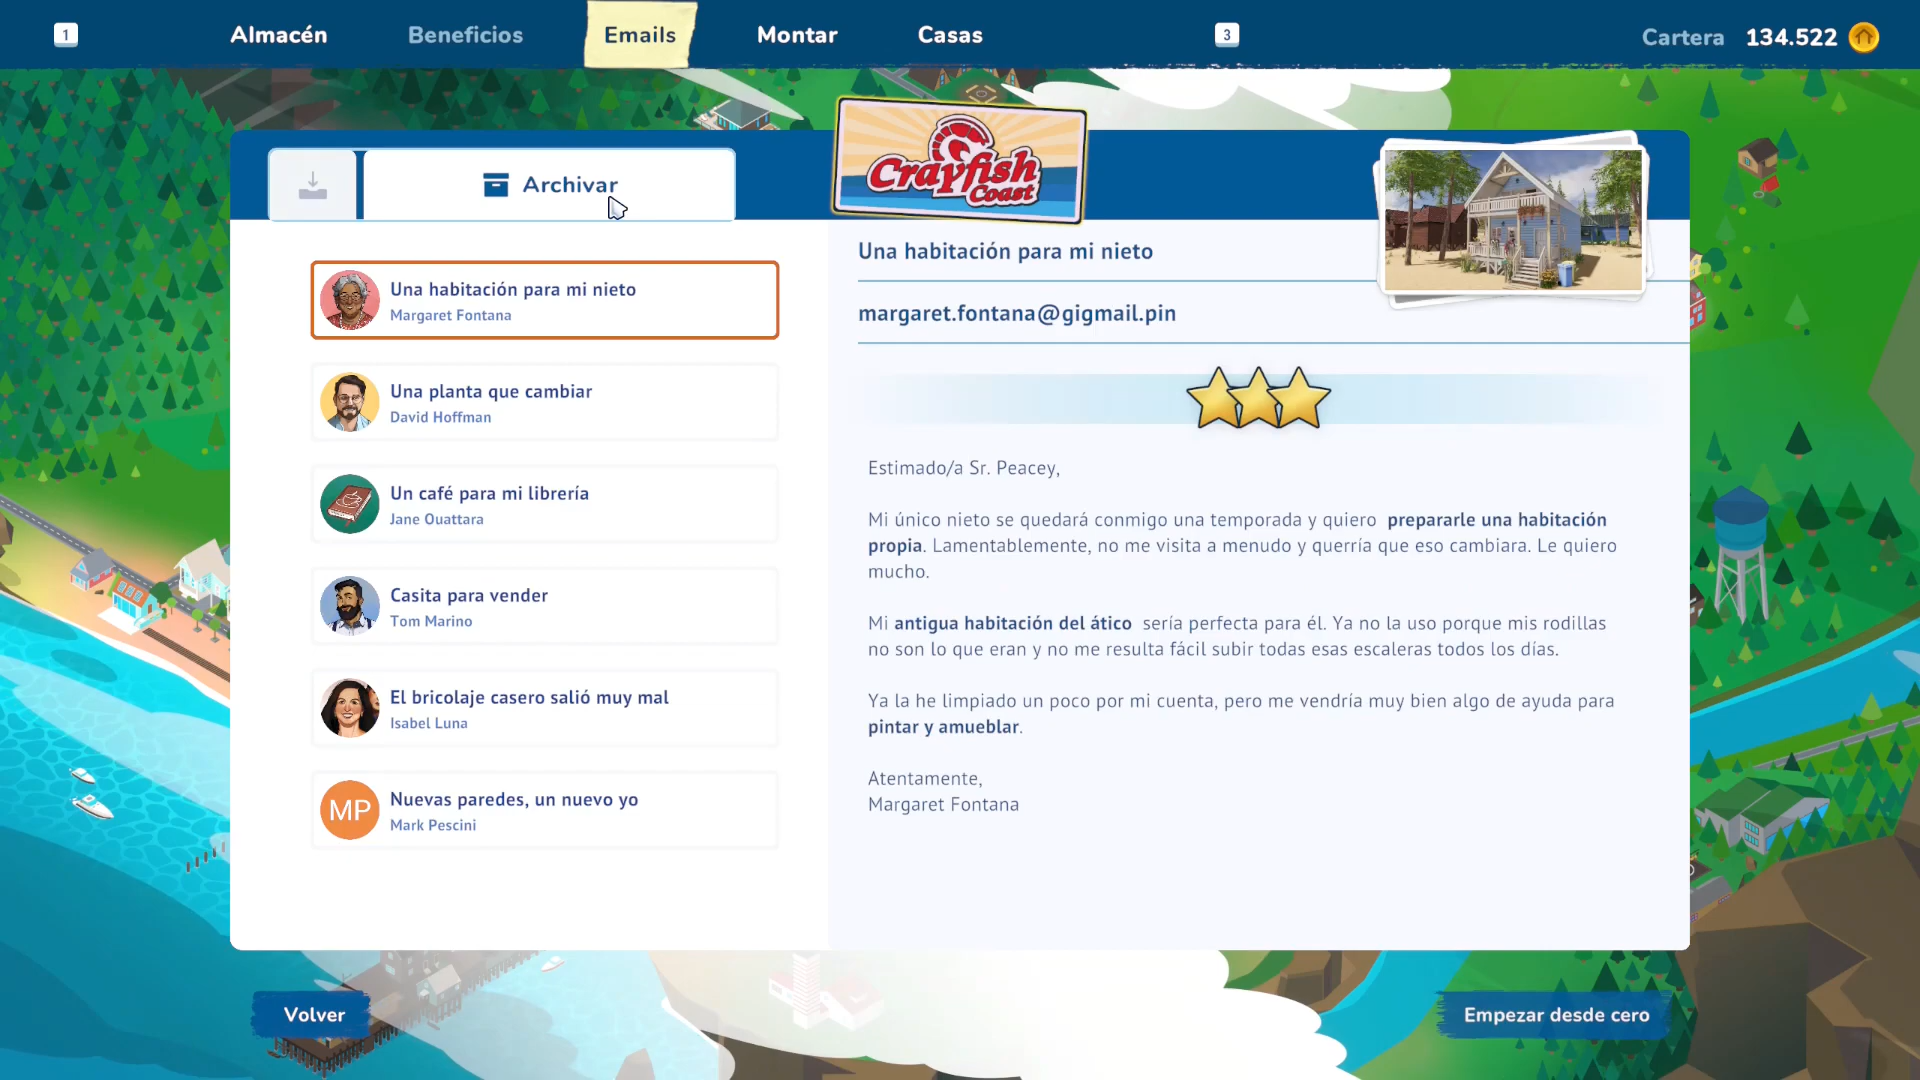 1
Almacén
Beneficios
Emails
Montar
Casas
3
Cartera 134.522
Archivar
Crayfish
Coast
Una habitación para mi nieto
Margaret Fontana
Una planta que cambiar
David Hoffman
Un café para mi librería
Jane Ouattara
Casita para vender
Tom Marino
El bricolaje casero salió muy mal
Isabel Luna
MP
Nuevas paredes, un nuevo yo
Mark Pescini
Una habitación para mi nieto
margaret.fontana@gigmail.pin
Estimado/a Sr. Peacey,
Mi único nieto se quedará conmigo una temporada y quiero prepararle una habitación
propia. Lamentablemente, no me visita a menudo y querría que eso cambiara. Le quiero
mucho.
Mi antigua habitación del ático sería perfecta para él. Ya no la uso porque mis rodillas
no son lo que eran y no me resulta fácil subir todas esas escaleras todos los días.
Ya la he limpiado un poco por mi cuenta, pero me vendría muy bien algo de ayuda para
pintar y amueblar.
Atentamente,
Margaret Fontana
Volver
Empezar desde cero